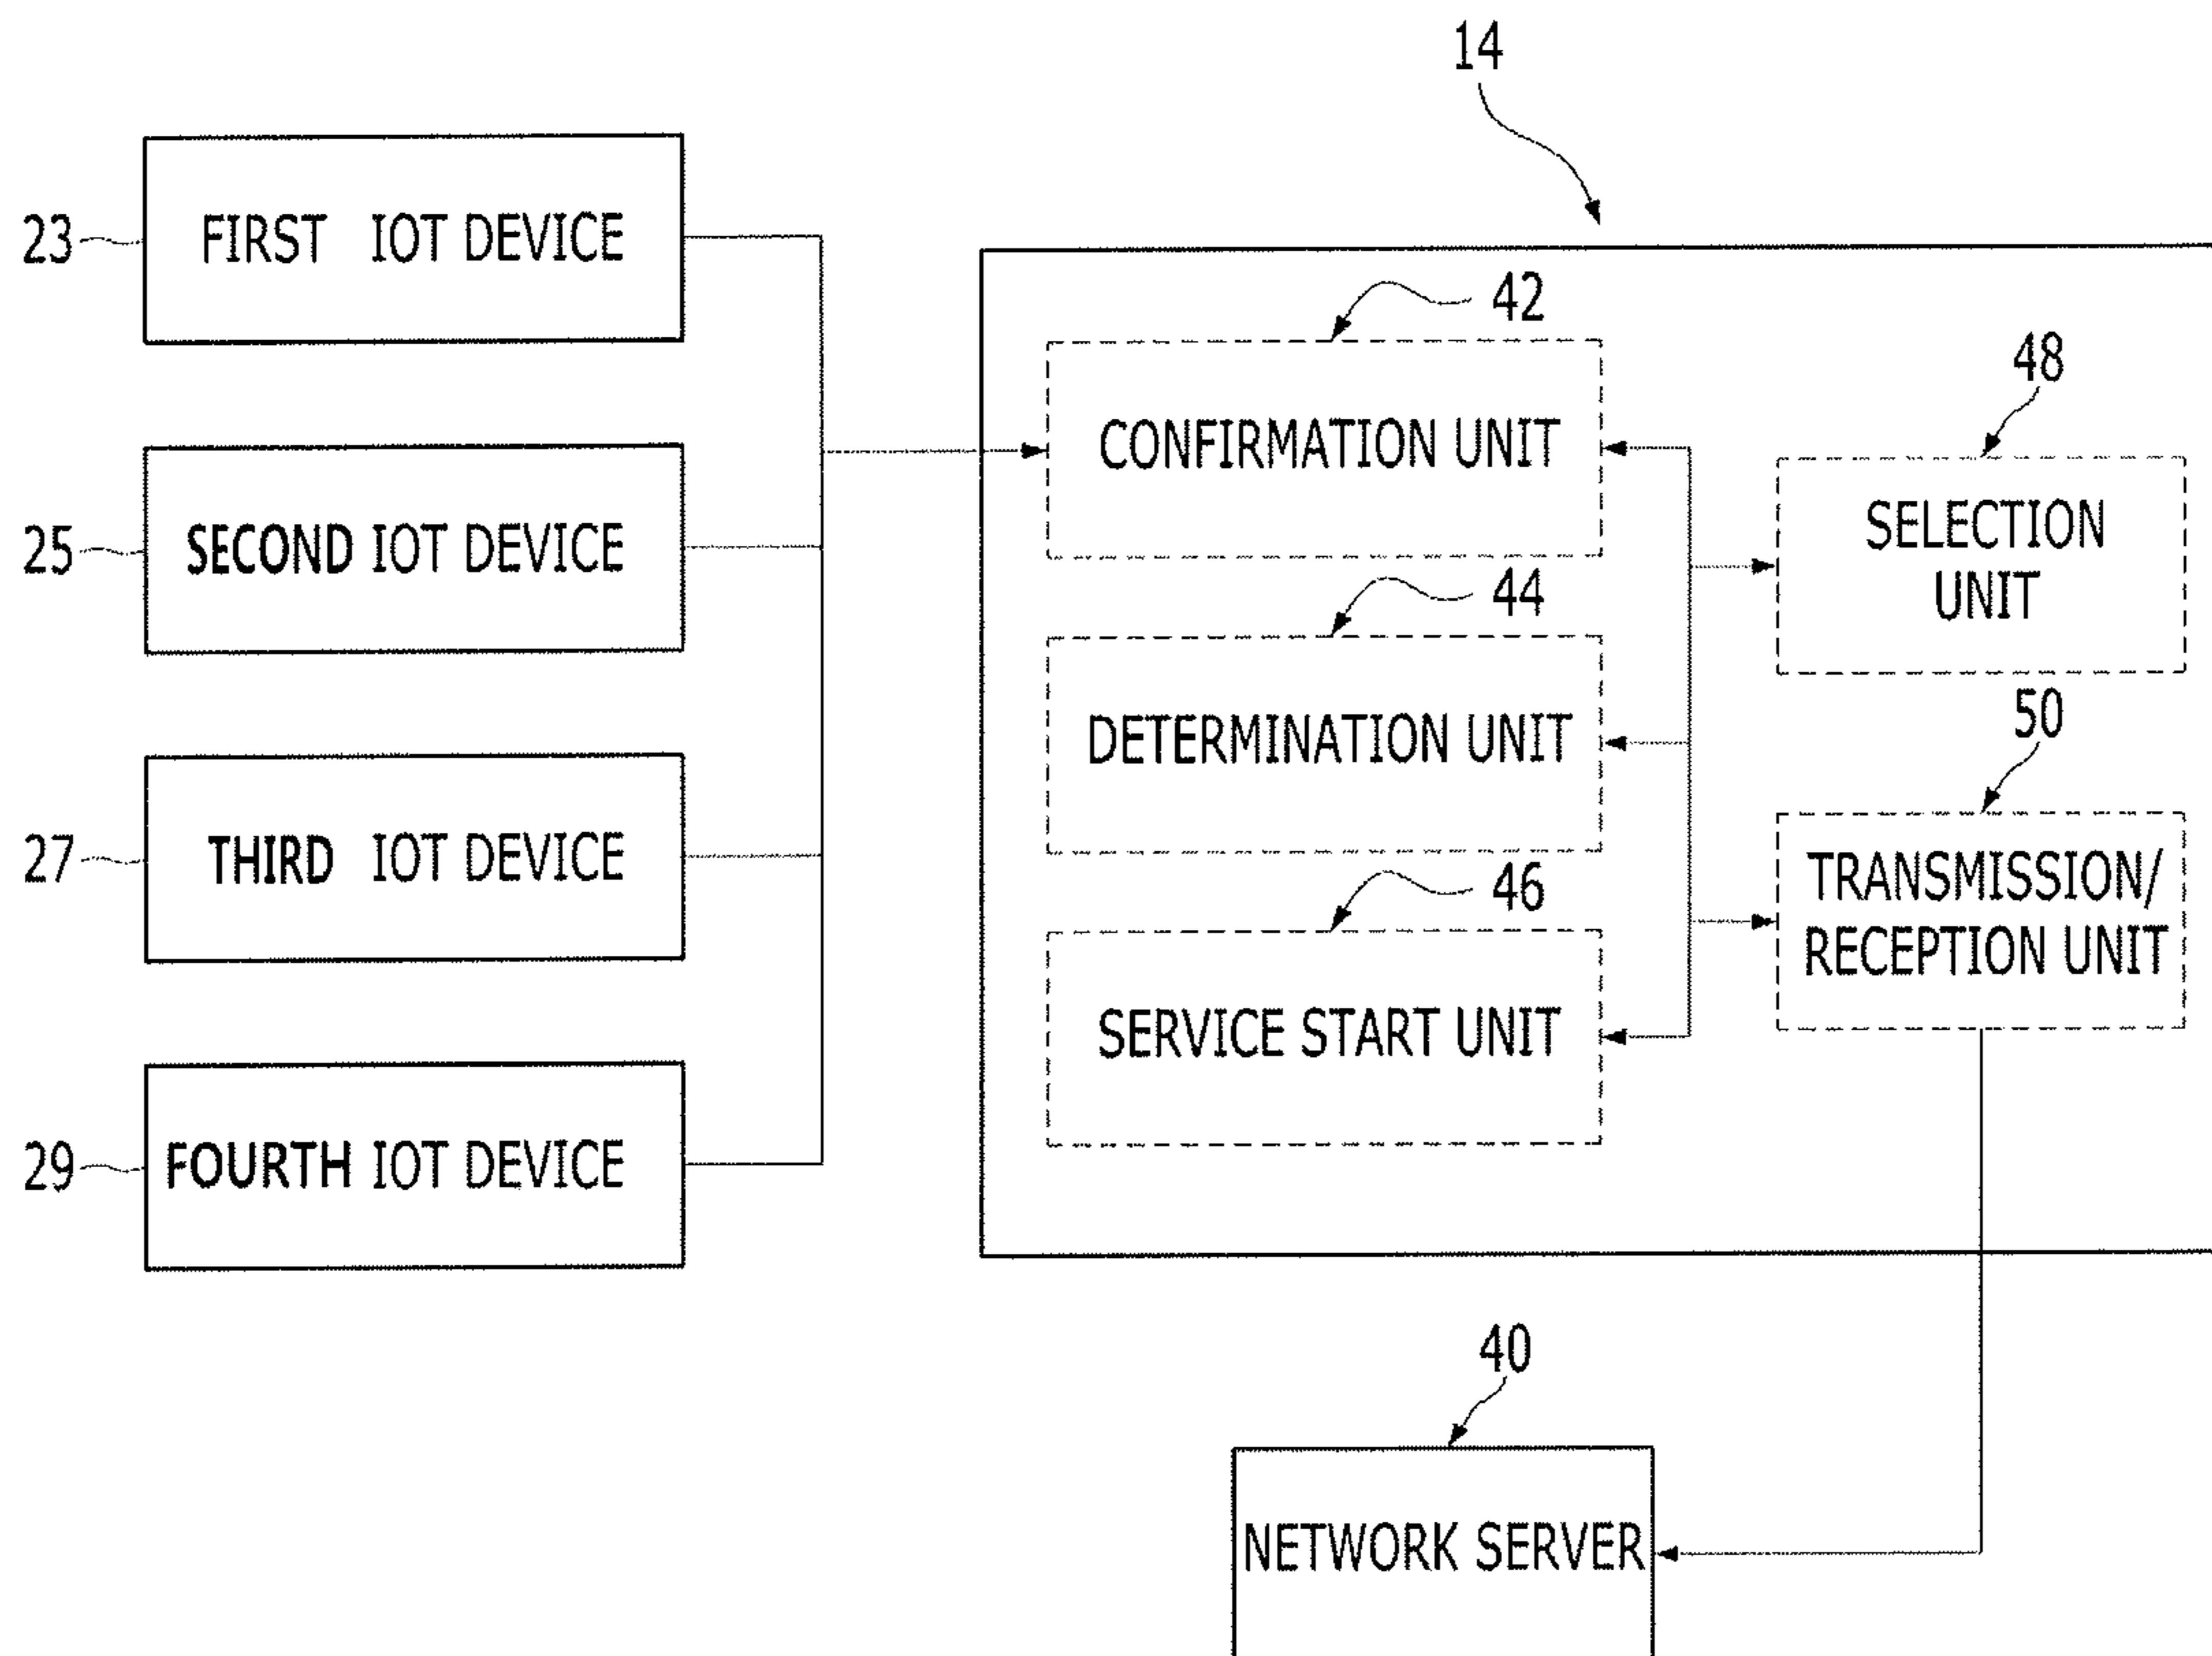 14
23
FIRST IOT DEVICE
42
CONFIRMATION UNIT
48
SELECTION
UNIT
25
SECOND IOT DEVICE
44
DETERMINATION UNIT
50
TRANSMISSION/
RECEPTION UNIT
27
THIRD IOT DEVICE
46
SERVICE START UNIT
29
FOURTH IOT DEVICE
40
NETWORK SERVER